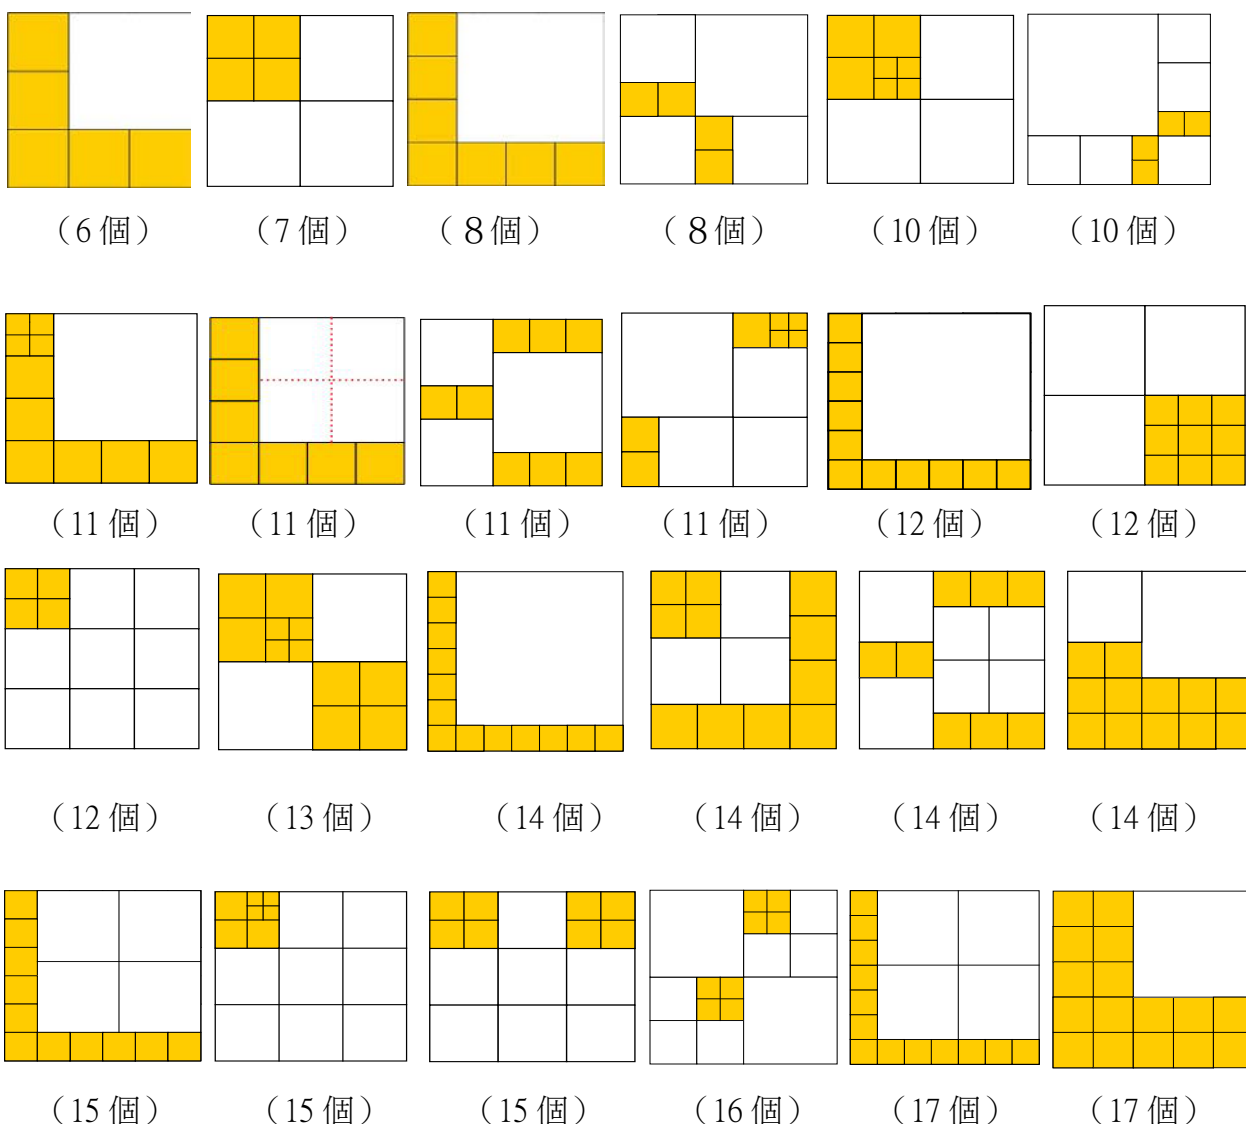 （6 個） （7 個） （8個） （8個） （10 個） （10 個）
（11 個） （11 個） （11 個） （11 個） （12 個） （12 個）
（12 個） （13 個） （14 個） （14 個） （14 個） （14 個）
（15 個） （15 個） （15 個） （16 個） （17 個） （17 個）